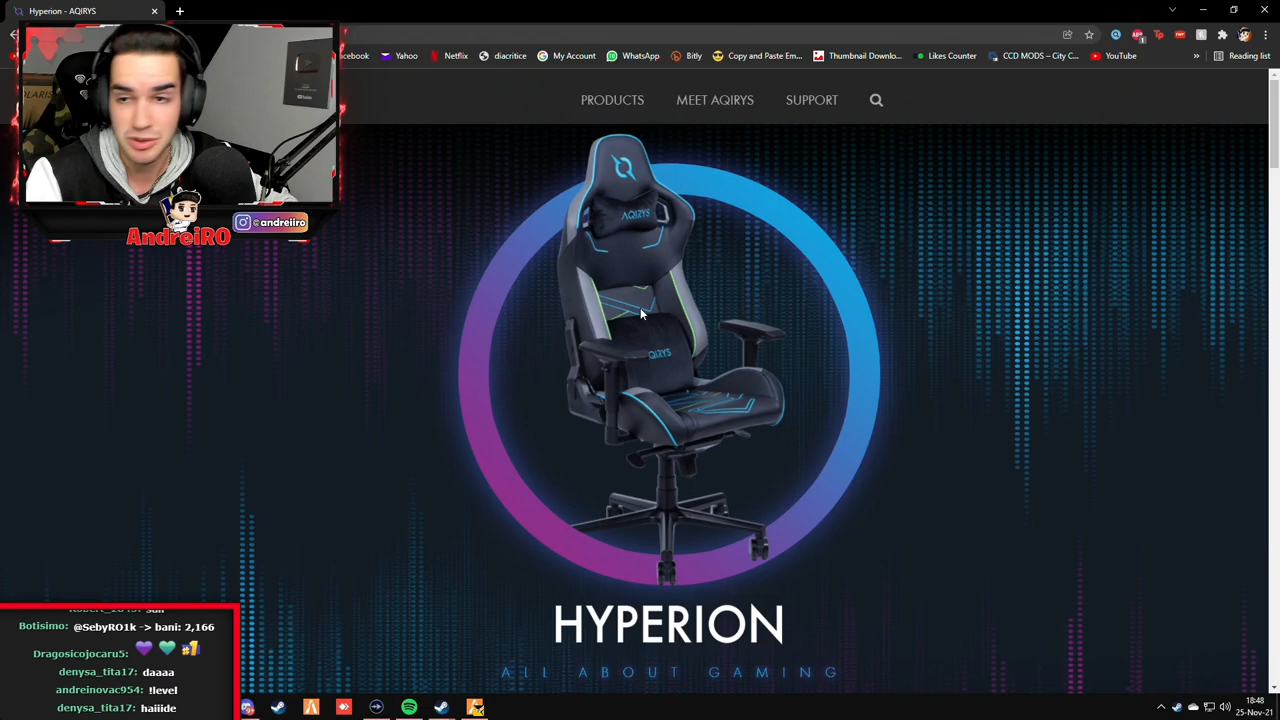 Hyperion - AQIRYS
acebook
Yahoo
Netflix
diacritice
My Account
WhatsApp
Bitly
Copy and Paste Em...
Thumbnail Downlo...
Likes Counter
CCD MODS – City C...
YouTube
Reading list
PRODUCTS
MEET AQIRYS
SUPPORT
AndreiRO
@andreiiro
AQIRYS
AQIRYS
HYPERION
ALL ABOUT GAMING
Botisimo: @SebyRO1k -> bani: 2,166
Dragosicojocaru5:
denysa_tita17: daaaa
andreinovac954: !level
denysa_tita17: haiiide
18:48
25-Nov-21